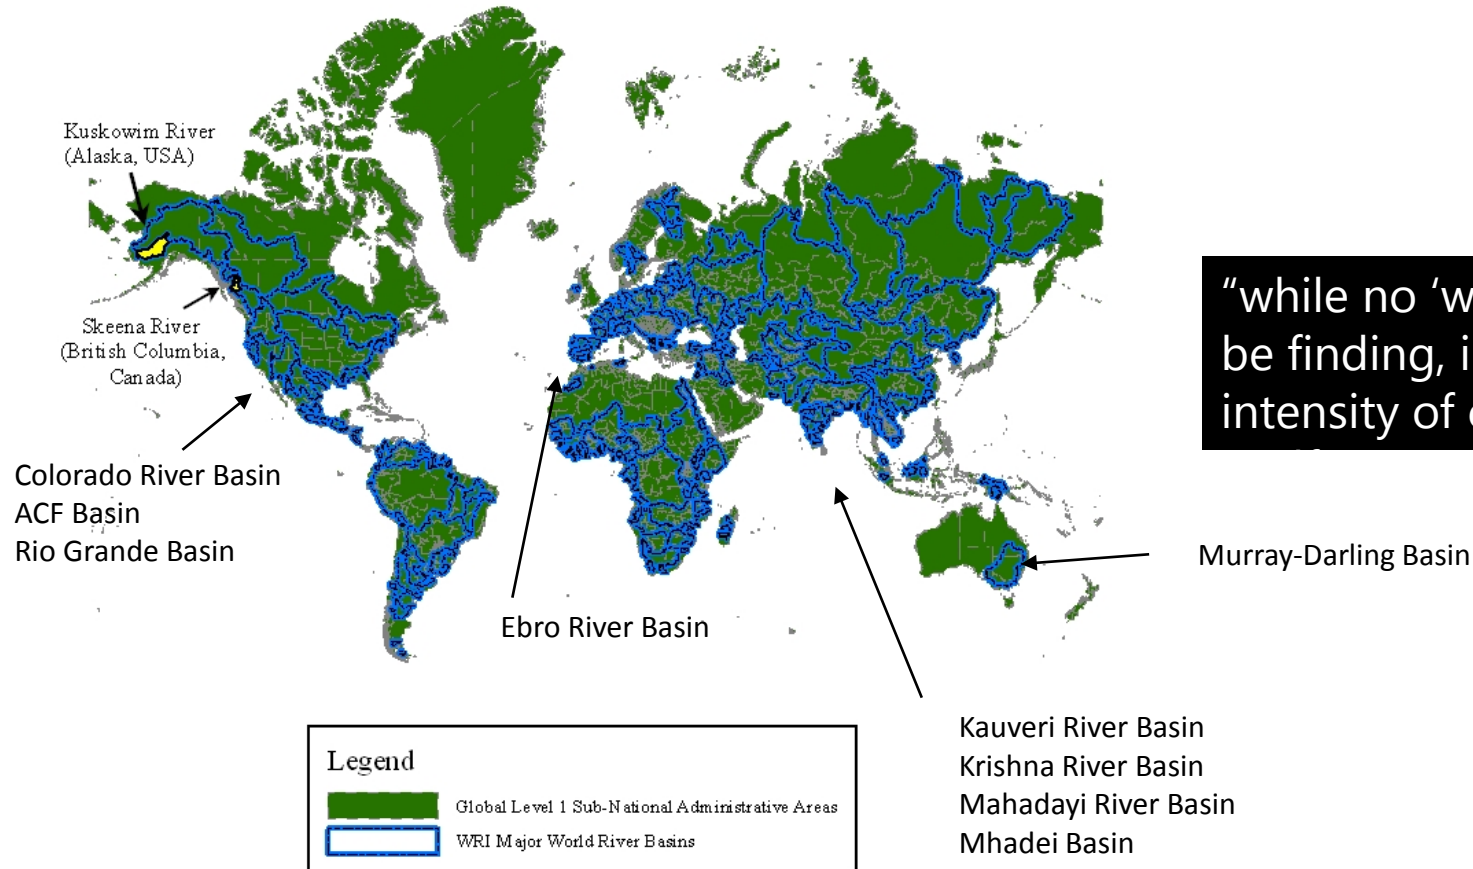 Kuskowim River
(Alaska, USA)
Skeena River
(British Columbia,
Canada)
Colorado River Basin
ACF Basin
Rio Grande Basin
Ebro River Basin
“while no ‘w
be finding, i
intensity of
Murray-Darling Basin
Kauveri River Basin
Krishna River Basin
Mahadayi River Basin
Mhadei Basin
Legend
Global Level 1 Sub-National Administrative Areas
WRI Major World River Basins